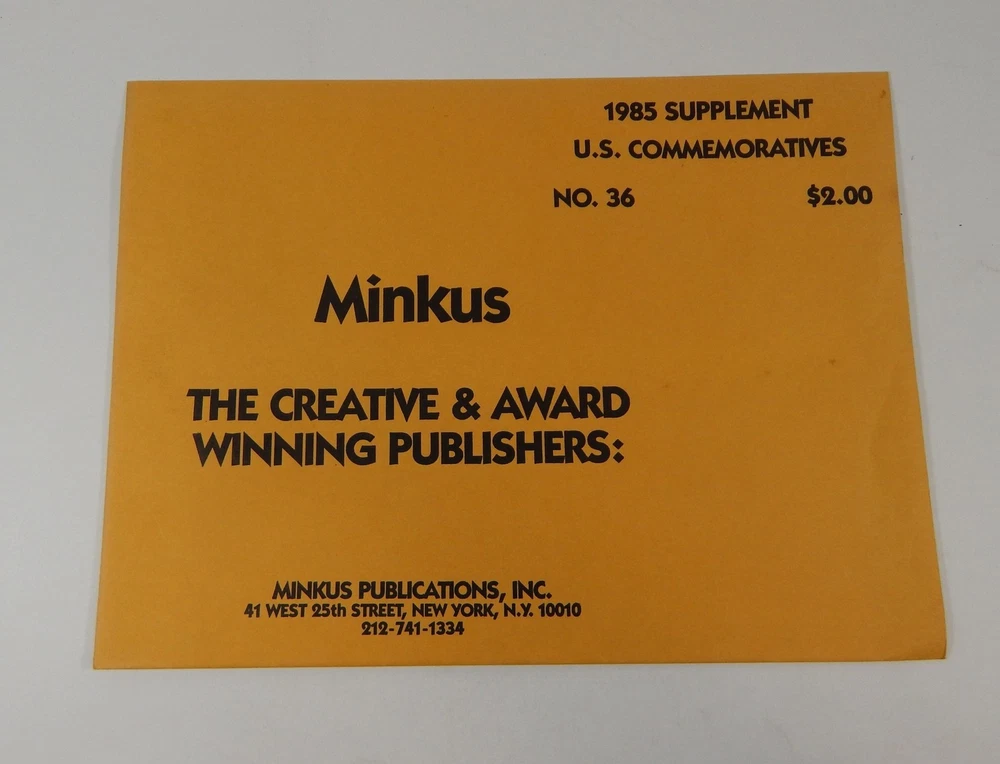 1985 SUPPLEMENT
U.S. COMMEMORATIVES
NO. 36 $2.00
Minkus
THE CREATIVE & AWARD
WINNING PUBLISHERS:
MINKUS PUBLICATIONS, INC.
41 WEST 25th STREET, NEW YORK, N.Y. 10010
212-741-1334